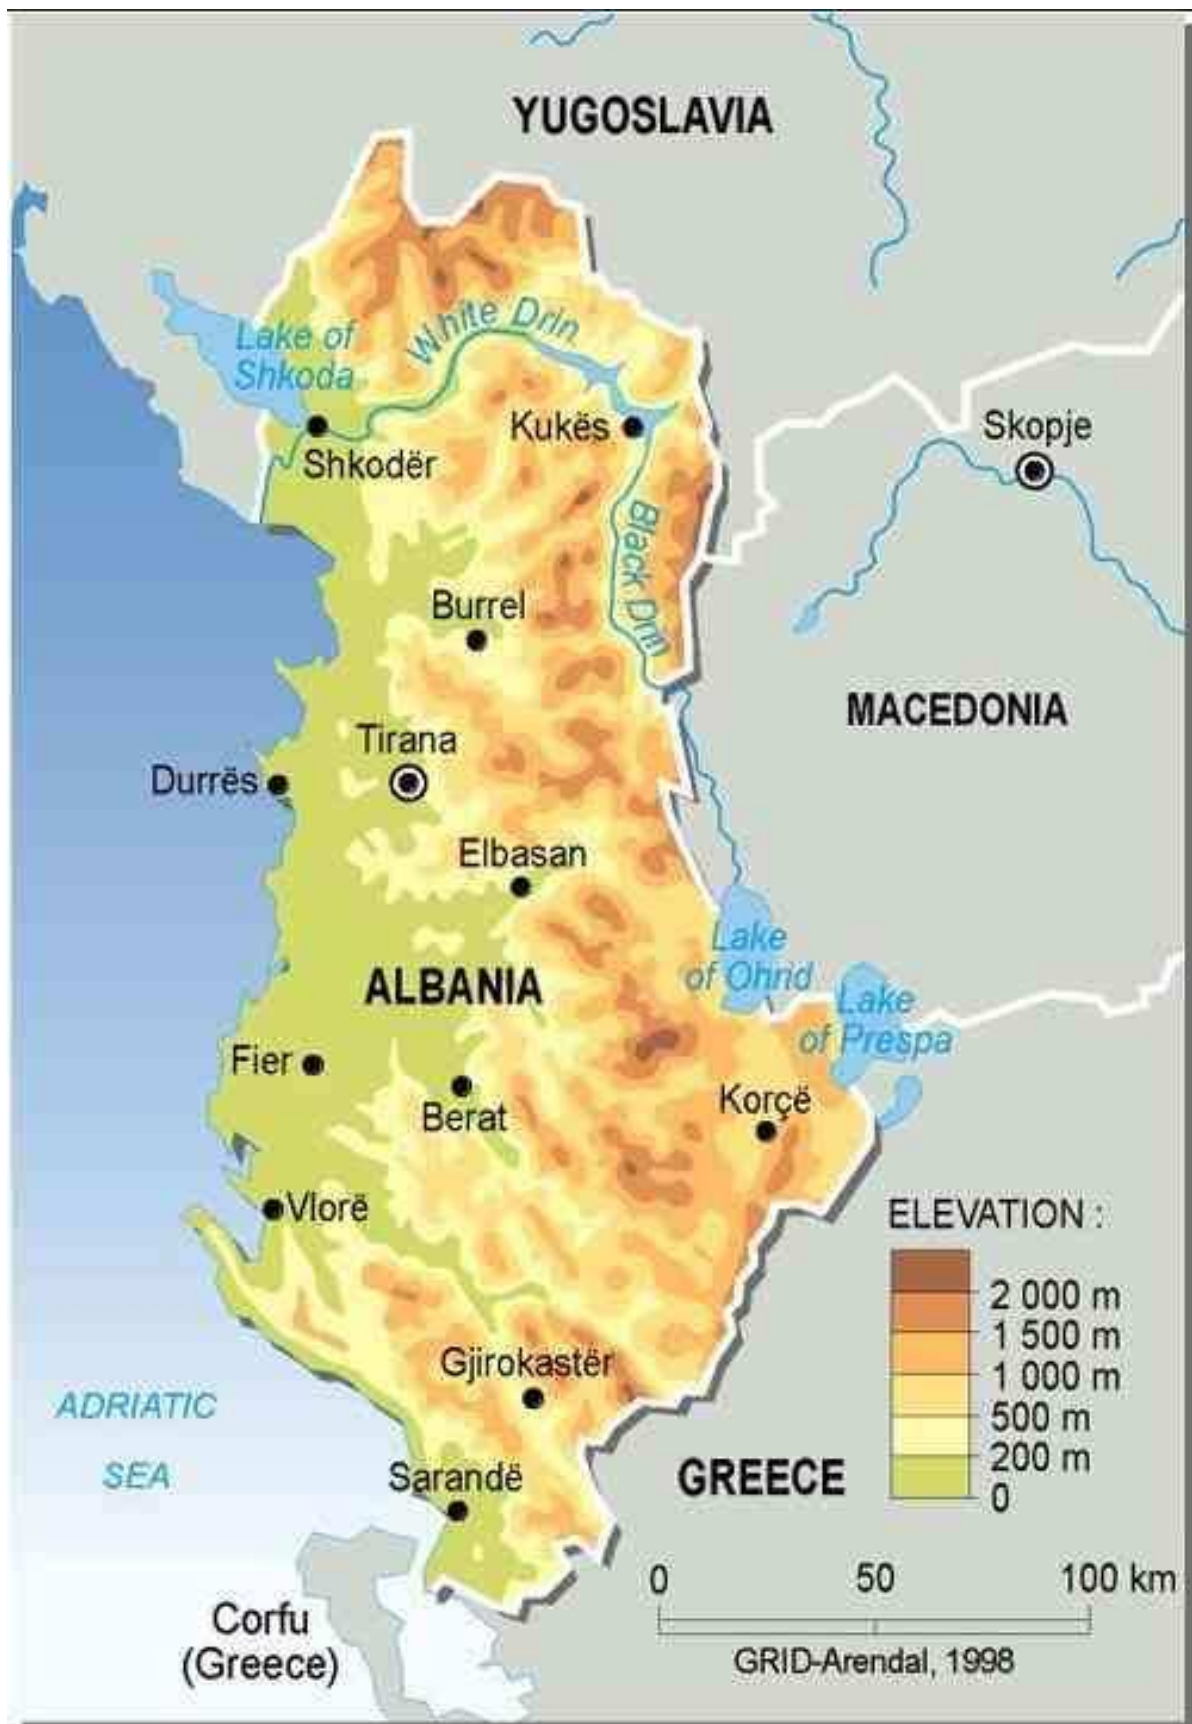 YUGOSLAVIA
White Drin
Lake of
Shkoda
Kukës
Skopje
Shkodër
Black Drin
Burrel
MACEDONIA
Tirana
Durrës
Elbasan
Lake
of Ohrid
ALBANIA
Lake
of Prespa
Fier
Berat
Korçë
Vlorë
ELEVATION :
2 000 m
1 500 m
1 000 m
500 m
200 m
0
Gjirokastër
ADRIATIC
SEA
Sarandë
GREECE
Corfu
(Greece)
0 50 100 km
GRID-Arendal, 1998